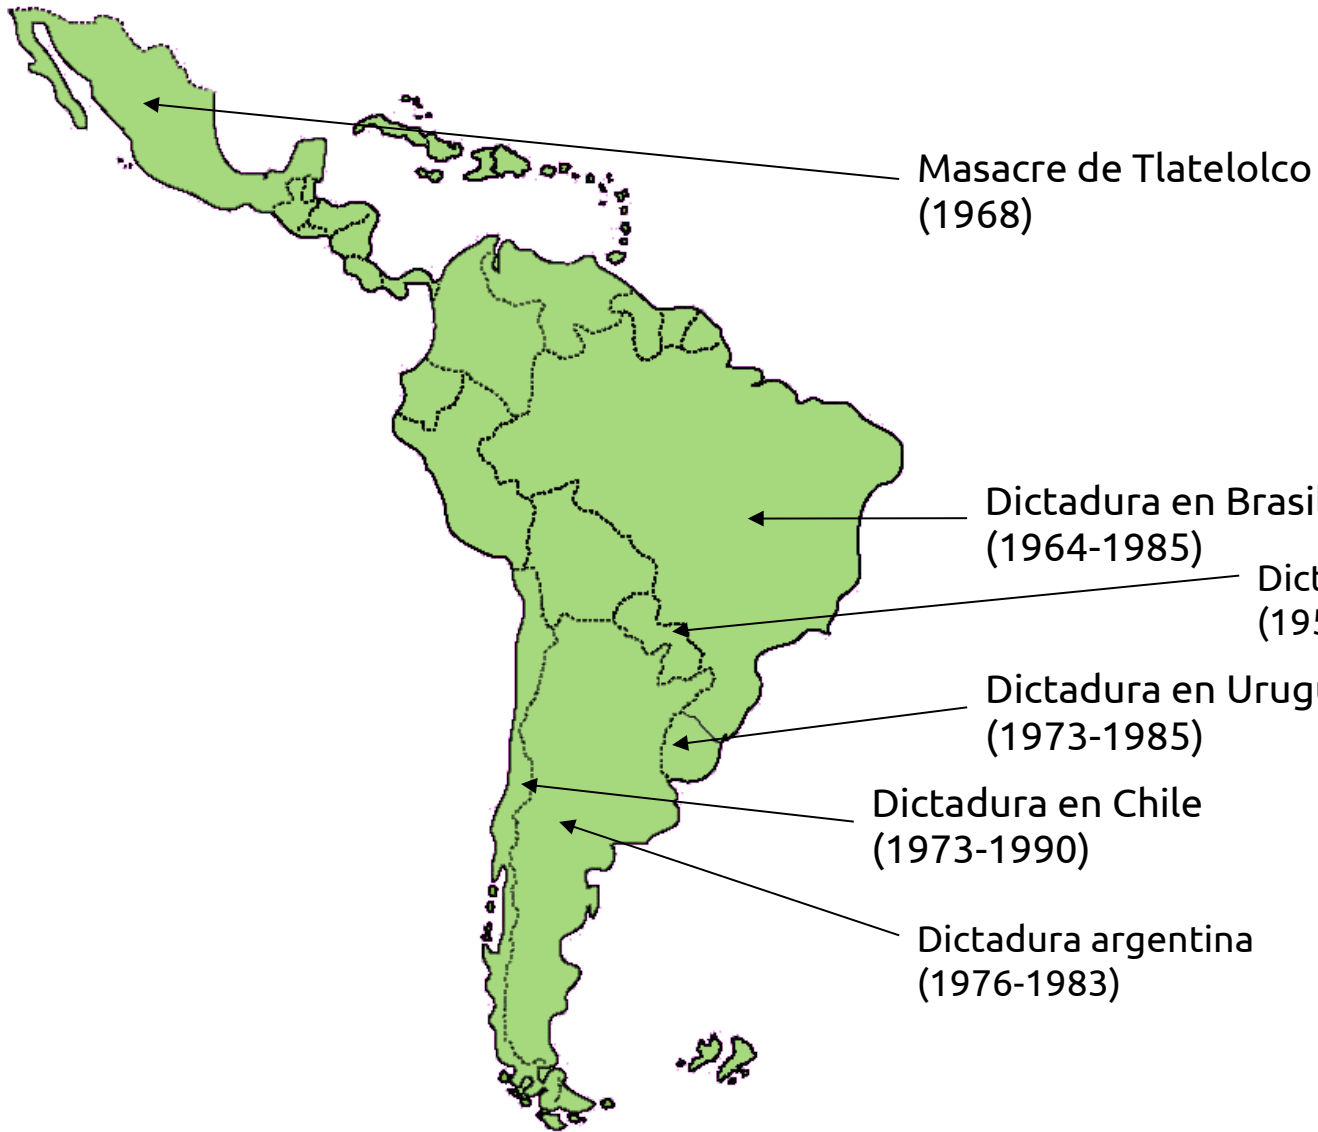 Masacre de Tlatelolco
(1968)
Dictadura en Brasil
(1964-1985)
Dictadura en
(1973-1985)
Dictadura en Chile
(1973-1990)
Dictadura argentina
(1976-1983)